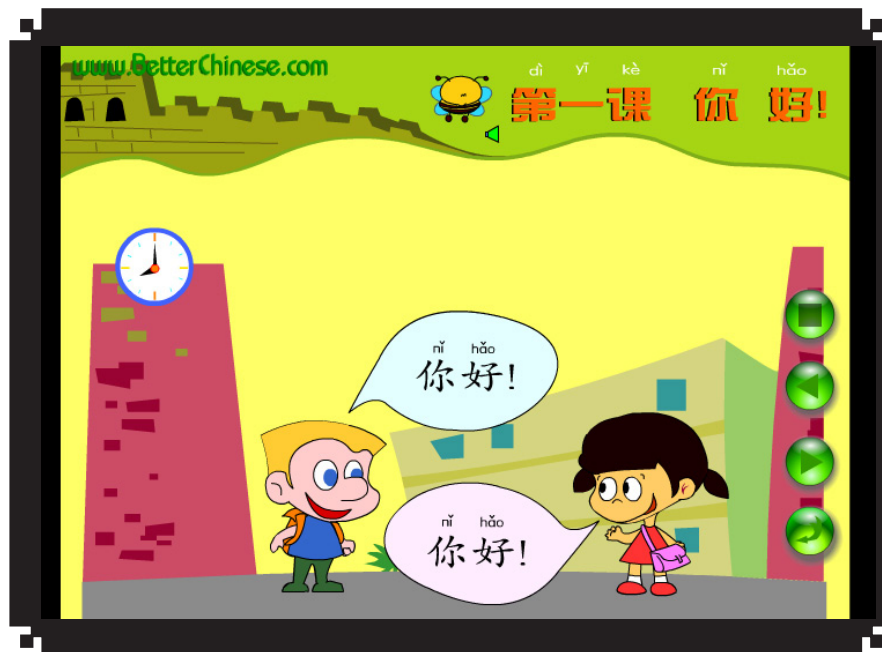 www.BetterChinese.com
dì yī kè nǐ hǎo
第一课 你 好!
nǐ hǎo
你好!
nǐ hǎo
你好!